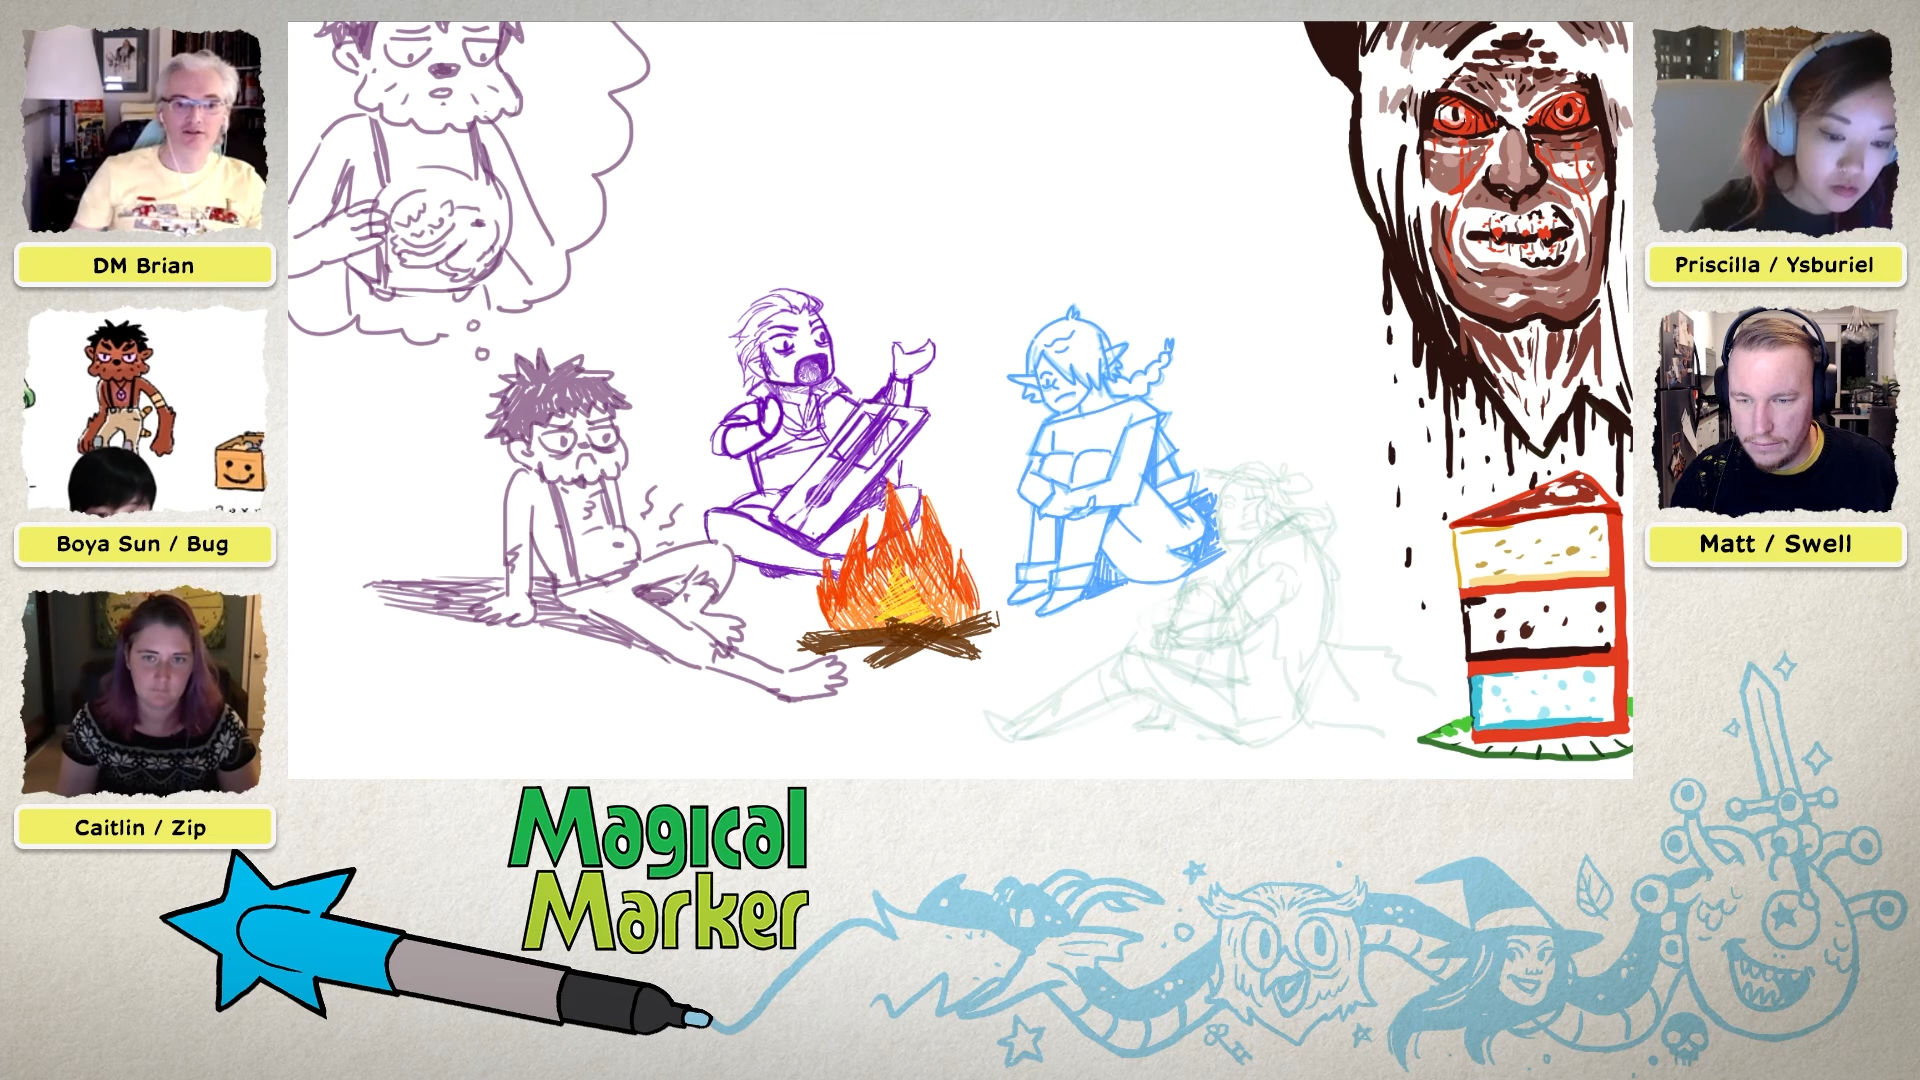 DM Brian
Boya Sun / Bug
Caitlin / Zip
Priscilla / Ysburiel
Matt / Swell
Magical
Marker